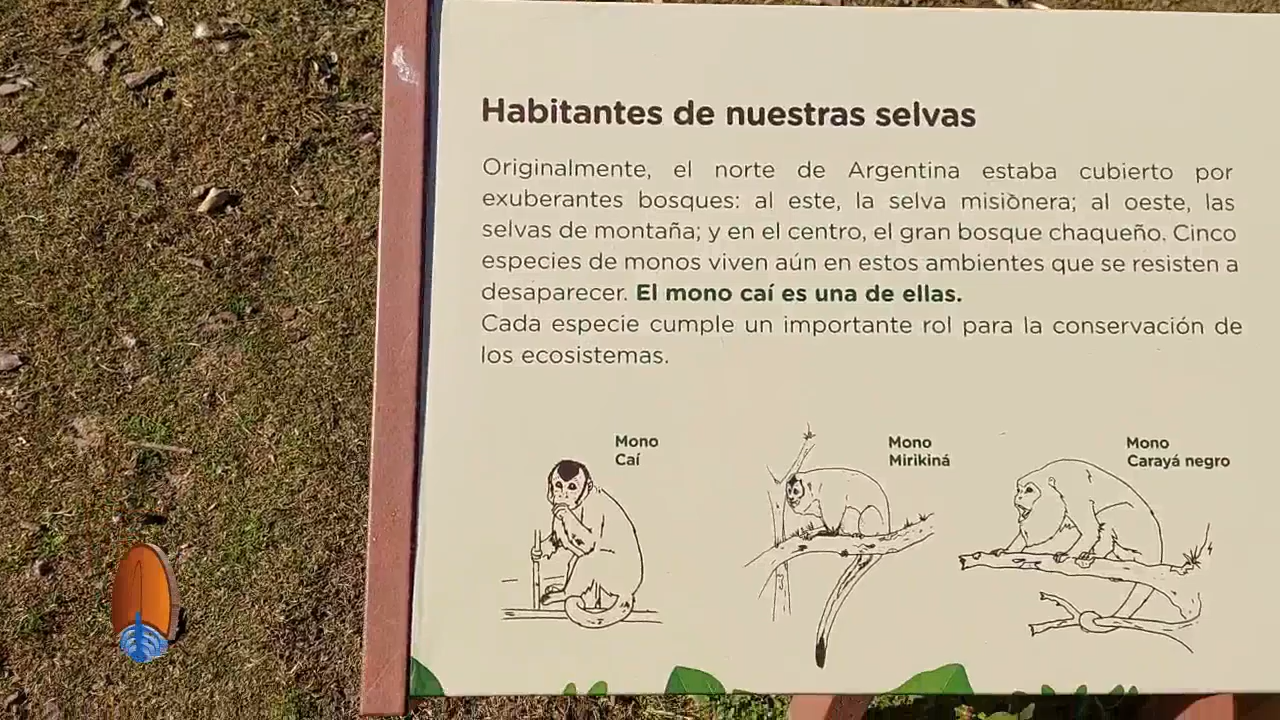 Habitantes de nuestras selvas
Originalmente, el norte de Argentina estaba cubierto por
exuberantes bosques: al este, la selva misionera; al oeste, las
selvas de montaña; y en el centro, el gran bosque chaqueño. Cinco
especies de monos viven aún en estos ambientes que se resisten a
desaparecer. El mono caí es una de ellas.
Cada especie cumple un importante rol para la conservación de
los ecosistemas.
Mono
Caí
Mono
Mirikiná
Mono
Carayá negro